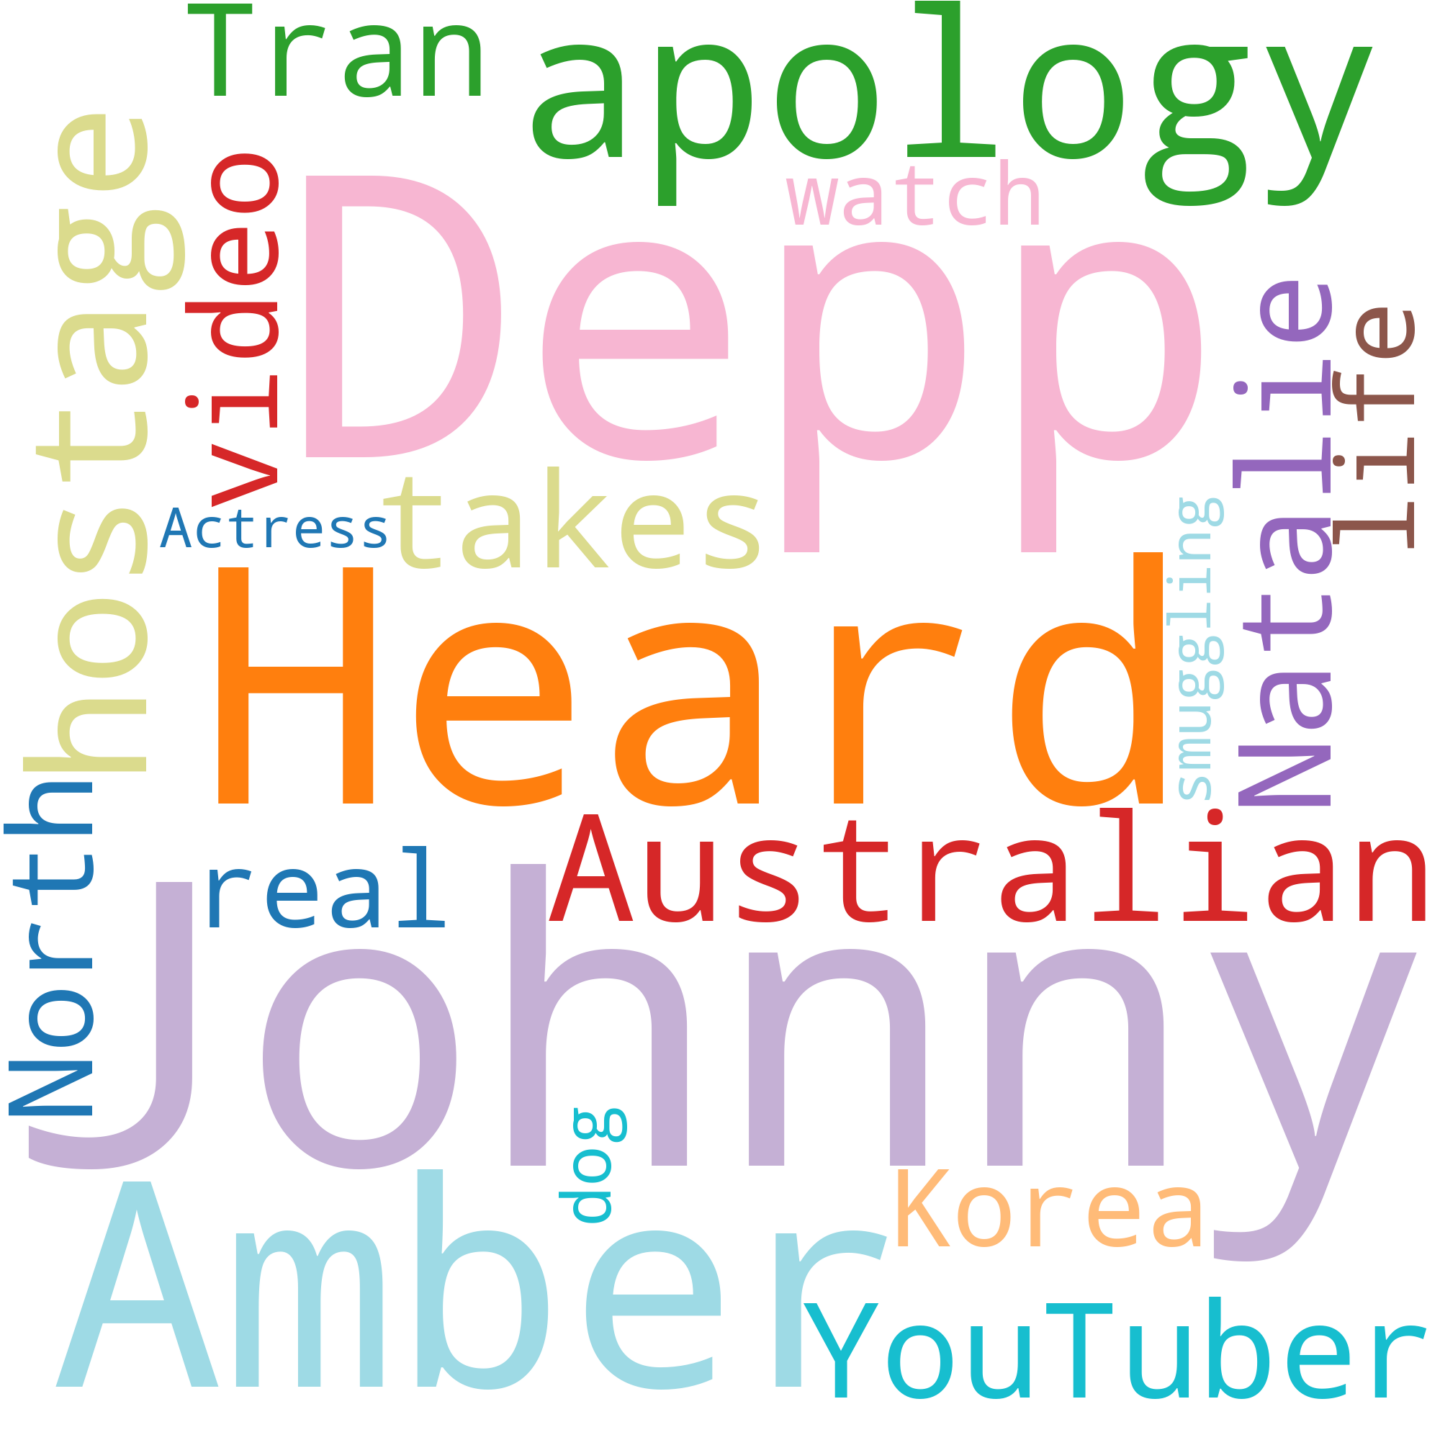 Tran
apology
hostage
video
Depp
watch
Natalie
life
Actress
takes
smuggling
Heard
North
real
Australian
Johnny
dog
Amber
Korea
YouTuber